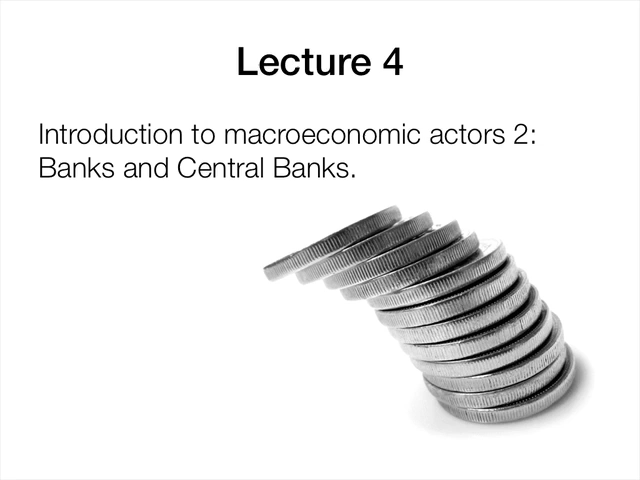 Lecture 4
Introduction to macroeconomic actors 2:
Banks and Central Banks.